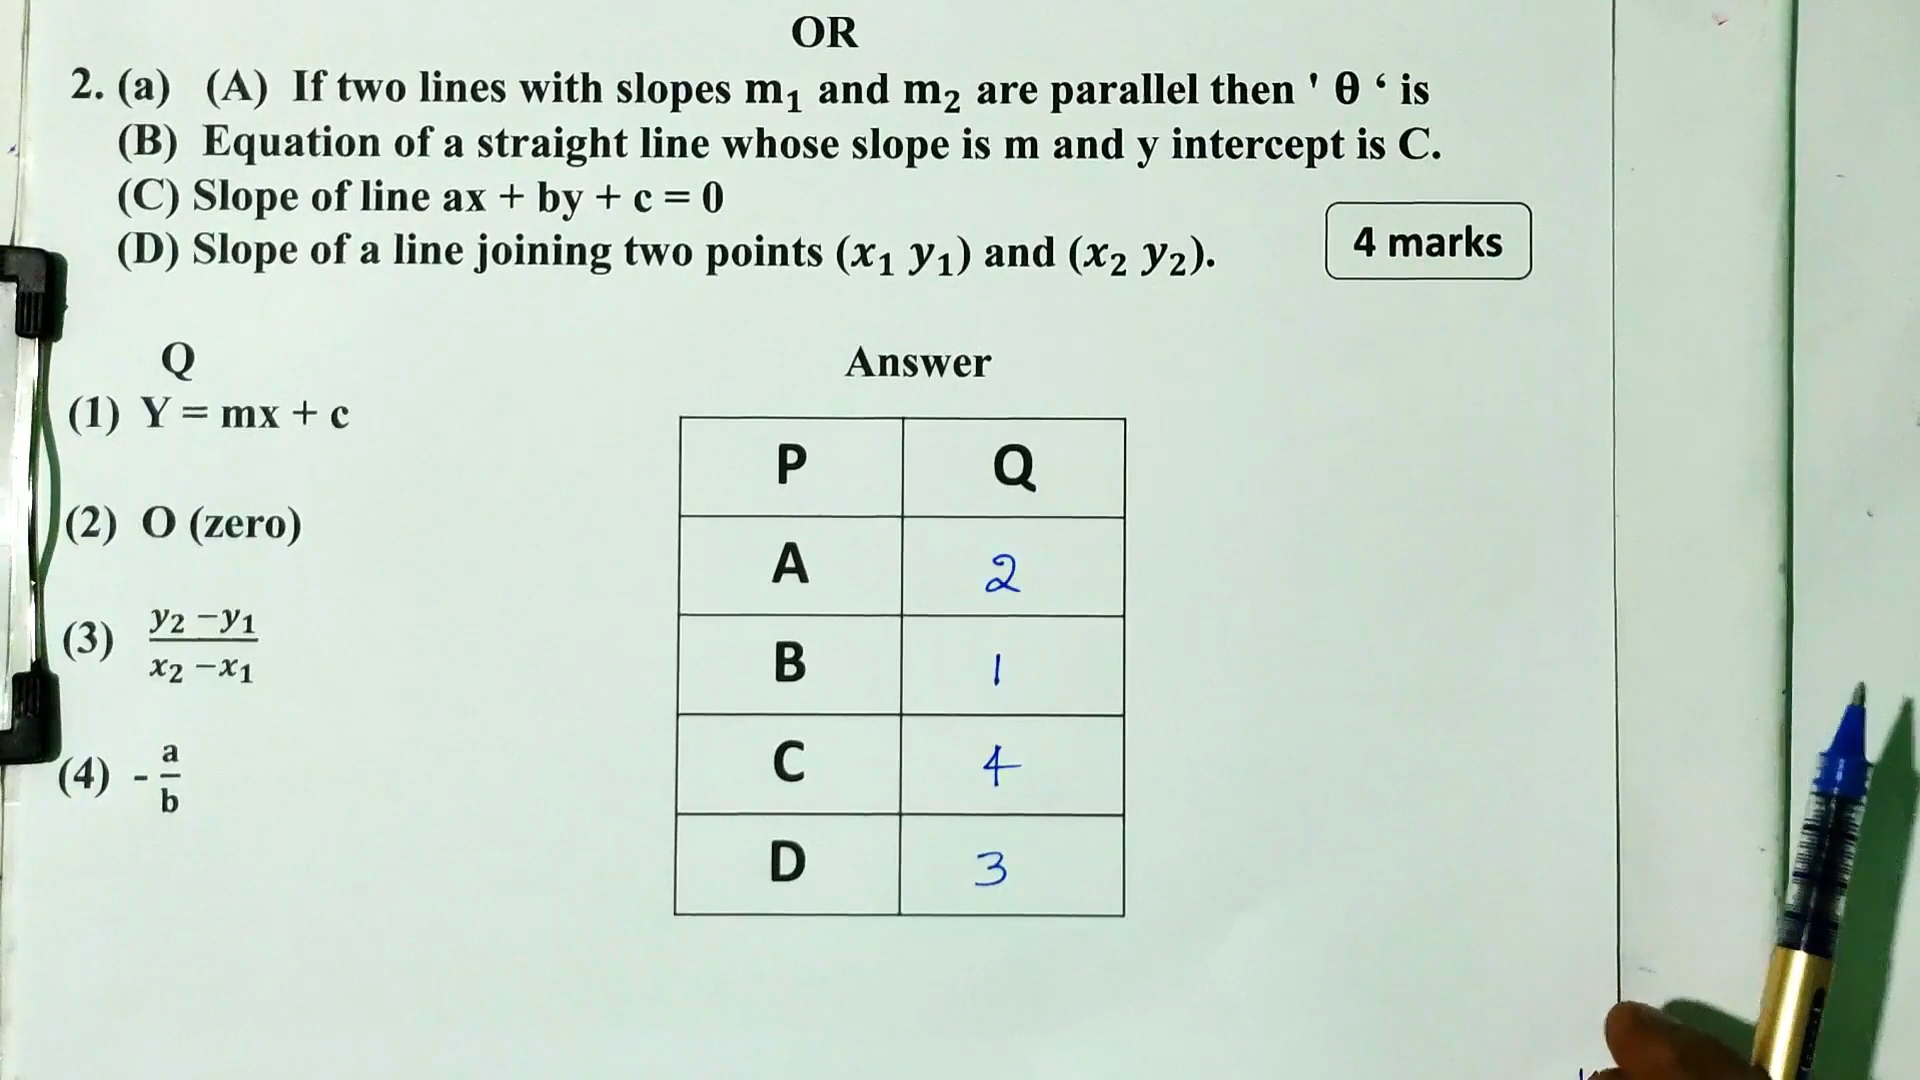 OR
2. (a) (A) If two lines with slopes m₁ and m₂ are parallel then ' θ ‘ is
(B) Equation of a straight line whose slope is m and y intercept is C.
(C) Slope of line ax + by + c = 0
(D) Slope of a line joining two points (x₁ y₁) and (x₂ y₂).
4 marks
Q
(1) Y = mx + c
(2) O (zero)
(3) y₂ −y₁ / x₂ −x₁
(4) - a/b
Answer
P Q
A 2
B 1
C 4
D 3